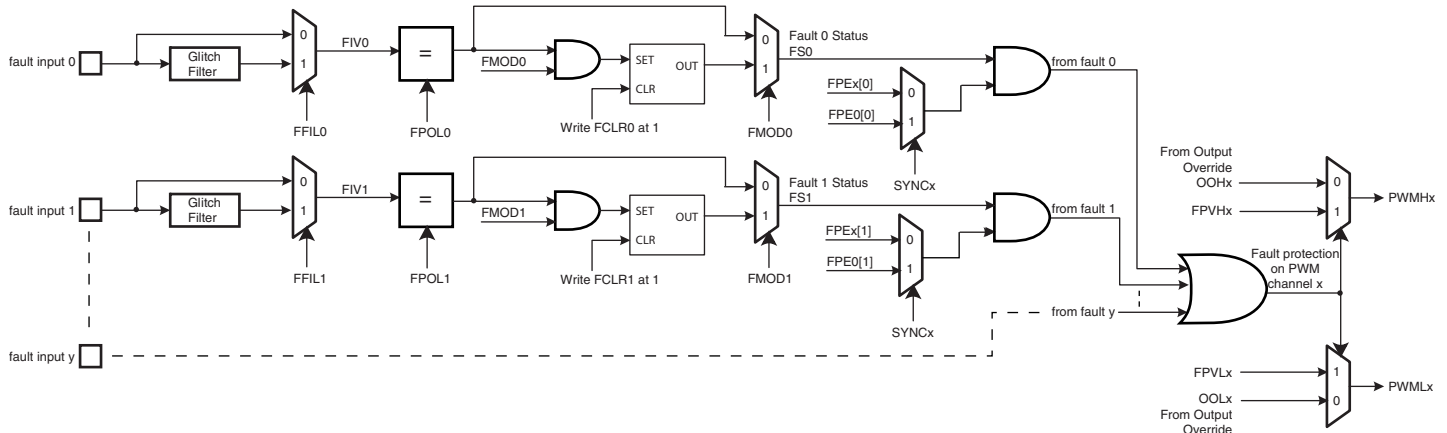 fault input 0
Glitch
Filter
0
1
FFIL0
FIV0
=
FPOL0
FMOD0
SET
OUT
CLR
Write FCLR0 at 1
0
1
FMOD0
Fault 0 Status
FS0
FPEx[0]
FPE0[0]
0
1
SYNCx
from fault 0
fault input 1
Glitch
Filter
0
1
FFIL1
FIV1
=
FPOL1
FMOD1
SET
OUT
CLR
Write FCLR1 at 1
0
1
FMOD1
Fault 1 Status
FS1
FPEx[1]
FPE0[1]
0
1
SYNCx
from fault 1
fault input y
from fault y
Fault protection
on PWM
channel x
From Output
Override
OOHx
FPVHx
0
1
PWMHx
FPVLx
OOLx
From Output
Override
1
0
PWMLx